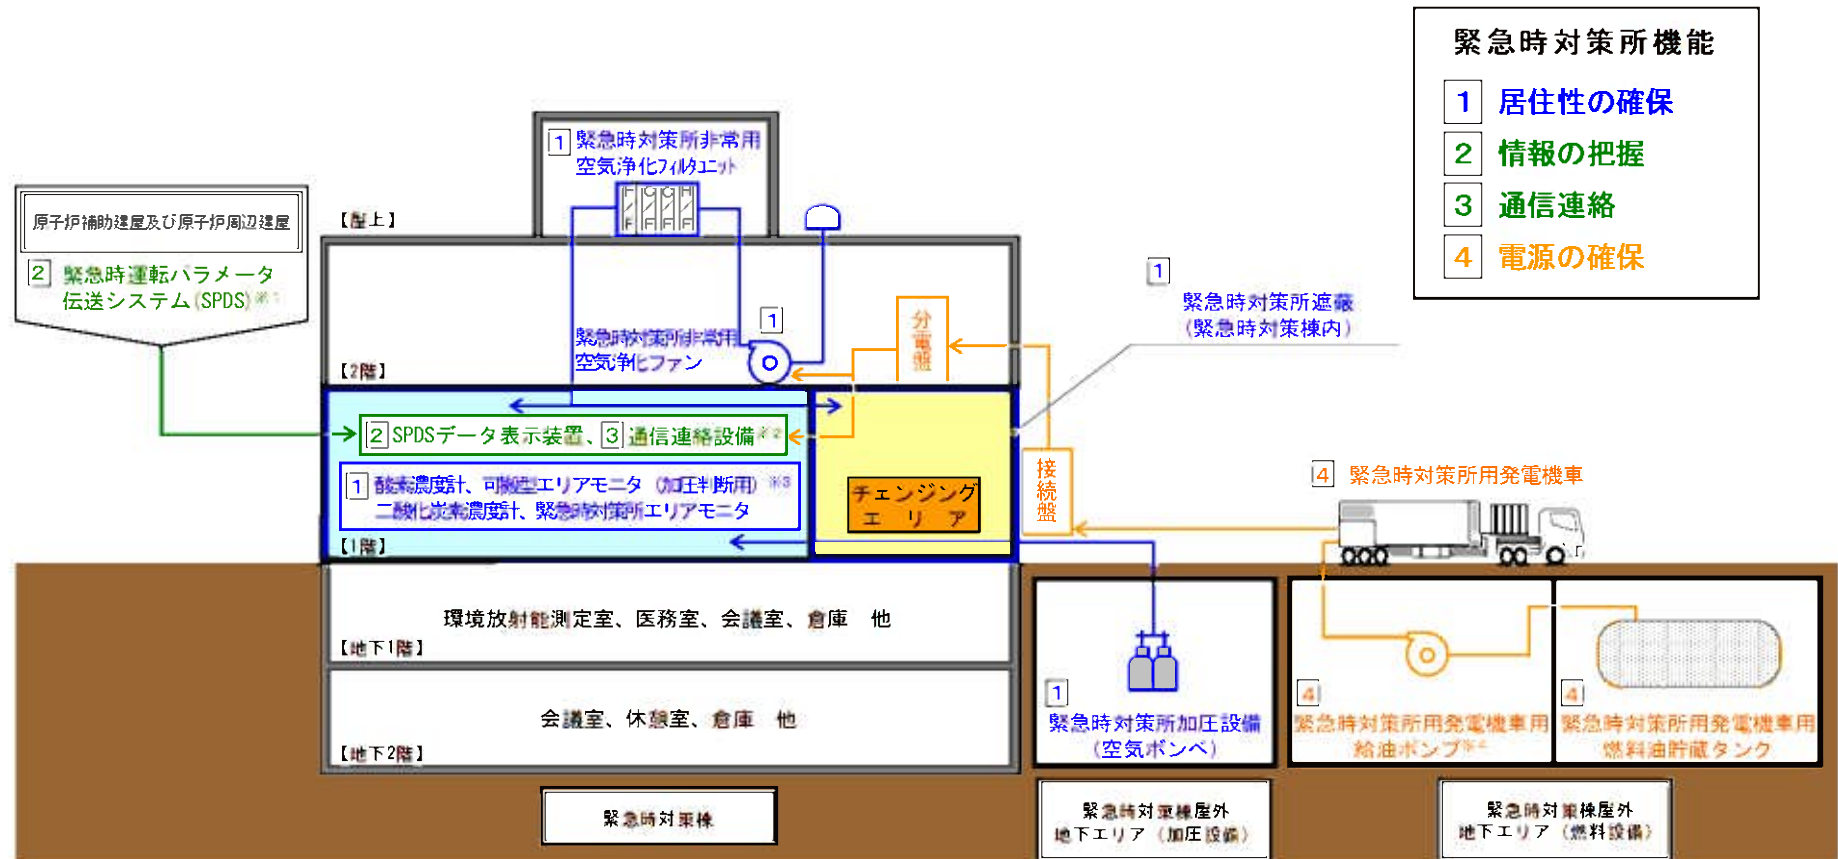 緊急時対策所機能
1 居住性の確保
2 情報の把握
3 通信連絡
4 電源の確保
1 緊急時対策所非常用
空気浄化フィルタユニット
F G G H
F F F F
原子炉補助建屋及び原子炉周辺建屋
2 緊急時運転パラメータ
伝送システム(SPDS)※1
【屋上】
1
緊急時対策所遮蔽
(緊急時対策棟内)
1
緊急時対策所非常用
空気浄化ファン
分電盤
【2階】
2 SPDSデータ表示装置、3 通信連絡設備※2
1 酸素濃度計、可搬型エリアモニタ(加圧判断用)※3
二酸化炭素濃度計、緊急時対策所エリアモニタ
【1階】
チェンジング
エリア
接続盤
4 緊急時対策所用発電機車
環境放射能測定室、医務室、会議室、倉庫 他
【地下1階】
会議室、休憩室、倉庫 他
【地下2階】
1
緊急時対策所加圧設備
(空気ボンベ)
4
緊急時対策所用発電機車用
給油ポンプ※4
4
緊急時対策所用発電機車用
燃料油貯蔵タンク
緊急時対策棟
緊急時対策棟屋外
地下エリア(加圧設備)
緊急時対策棟屋外
地下エリア(燃料設備)